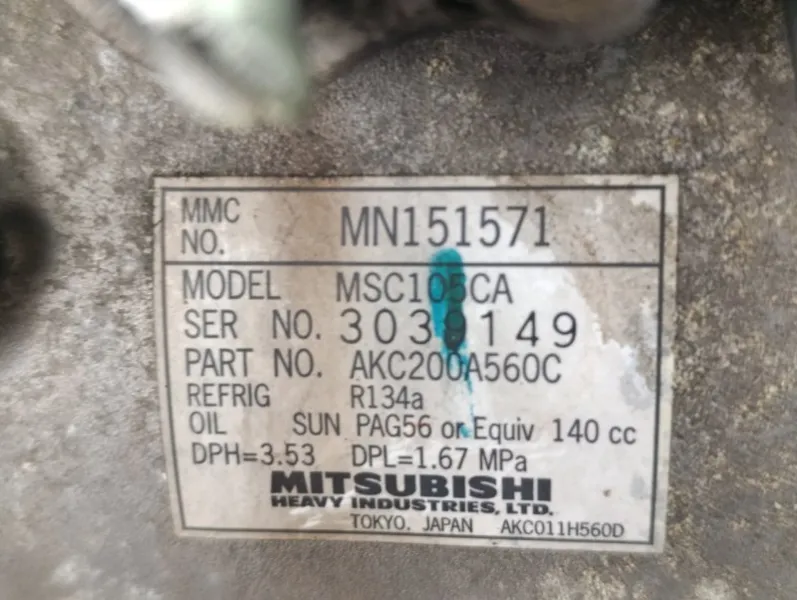 MMC NO. MN151571
MODEL MSC105CA
SER NO. 3039149
PART NO. AKC200A560C
REFRIG R134a
OIL SUN PAG56 or Equiv 140 cc
DPH=3.53 DPL=1.67 MPa
MITSUBISHI
HEAVY INDUSTRIES, LTD.
TOKYO, JAPAN AKC011H560D